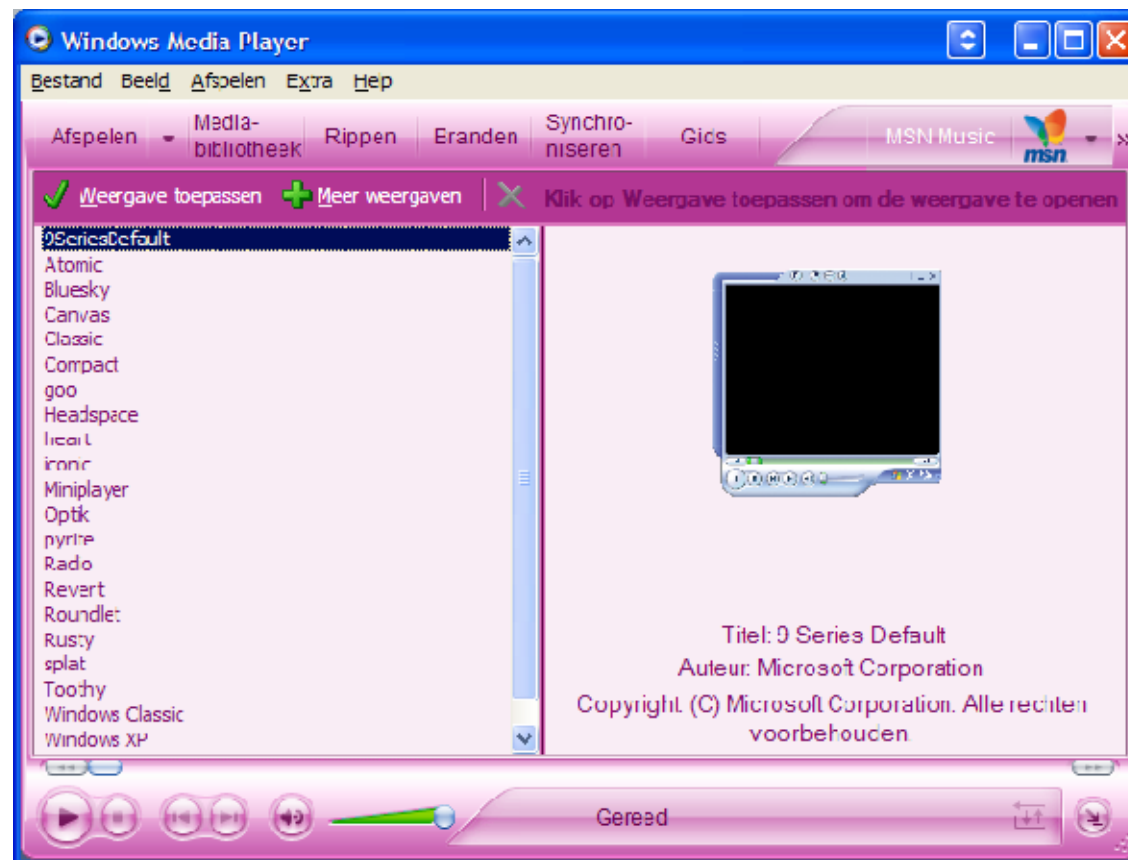 Windows Media Player
Bestand Beeld Afspelen Extra Help
Afspelen Media-bibliotheek Rippen Branden Synchro-niseren Gids MSN Music msn
Weergave toepassen Meer weergaven Klik op Weergave toepassen om de weergave te openen
9SeriesDefault
Atomic
Bluesky
Canvas
Classic
Compact
goo
Headspace
heart
iconic
Miniplayer
Optik
pyrite
Radio
Revert
Roundlet
Rusty
splat
Toothy
Windows Classic
Windows XP
Titel: 9 Series Default
Auteur: Microsoft Corporation
Copyright (C) Microsoft Corporation. Alle rechten
voorbehouden
Gereed